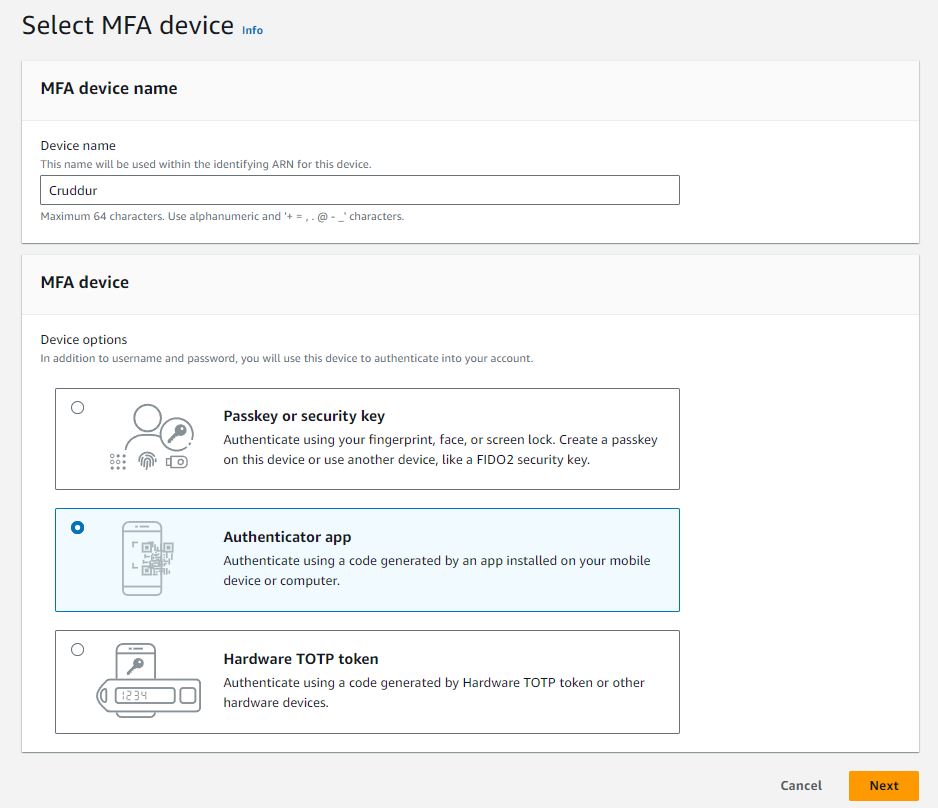 Select MFA device Info
MFA device name
Device name
This name will be used within the identifying ARN for this device.
Cruddur
Maximum 64 characters. Use alphanumeric and '+ = , . @ - _' characters.
MFA device
Device options
In addition to username and password, you will use this device to authenticate into your account.
Passkey or security key
Authenticate using your fingerprint, face, or screen lock. Create a passkey
on this device or use another device, like a FIDO2 security key.
Authenticator app
Authenticate using a code generated by an app installed on your mobile
device or computer.
Hardware TOTP token
Authenticate using a code generated by Hardware TOTP token or other
hardware devices.
1234
Cancel Next